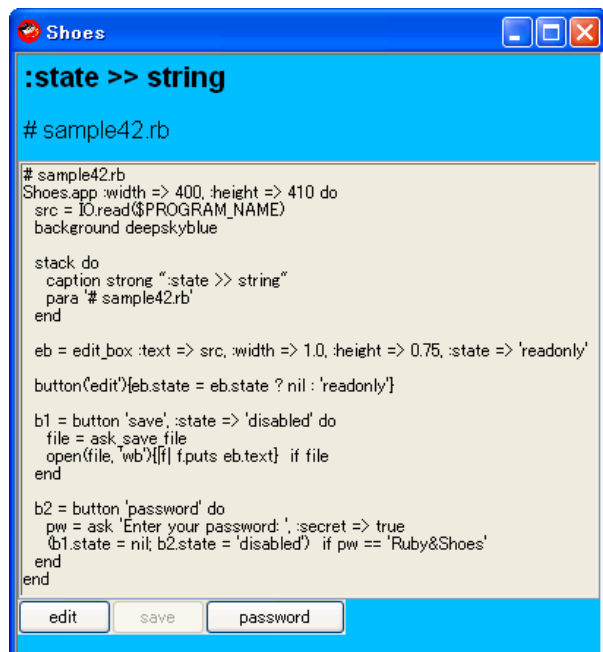 Shoes
:state >> string
# sample42.rb
# sample42.rb
Shoes.app :width => 400, :height => 410 do
  src = IO.read($PROGRAM_NAME)
  background deepskyblue

  stack do
    caption strong ":state >> string"
    para '# sample42.rb'
  end

  eb = edit_box :text => src, :width => 1.0, :height => 0.75, :state => 'readonly'

  button('edit'){eb.state = eb.state ? nil : 'readonly'}

  b1 = button 'save', :state => 'disabled' do
    file = ask_save_file
    open(file, 'wb'){|f| f.puts eb.text}  if file
  end

  b2 = button 'password' do
    pw = ask 'Enter your password: ', :secret => true
    (b1.state = nil; b2.state = 'disabled')  if pw == 'Ruby&Shoes'
  end
end
edit save password